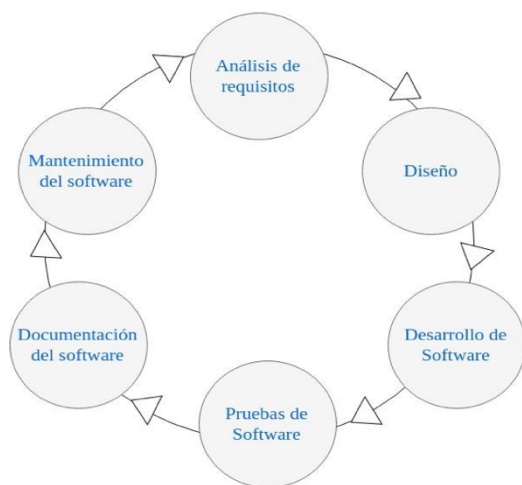 Análisis de
requisitos
Diseño
Desarrollo de
Software
Pruebas de
Software
Documentación
del software
Mantenimiento
del software